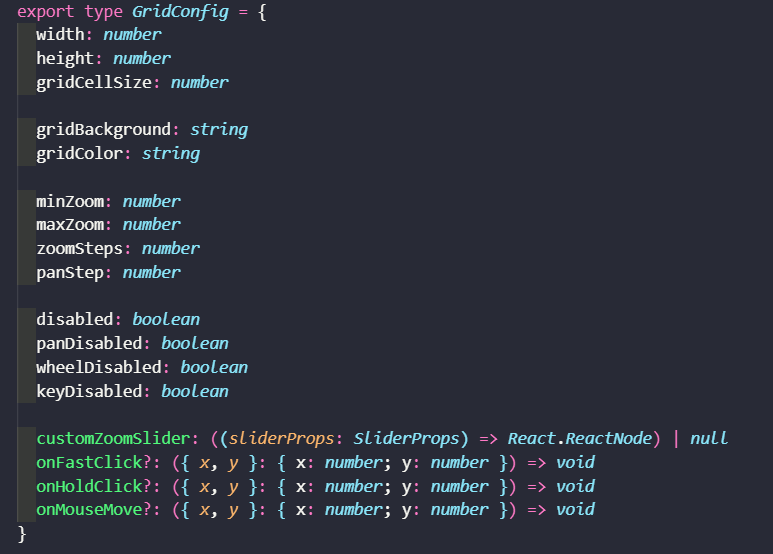 export type GridConfig = {
width: number
height: number
gridCellSize: number
gridBackground: string
gridColor: string
minZoom: number
maxZoom: number
zoomSteps: number
panStep: number
disabled: boolean
panDisabled: boolean
wheelDisabled: boolean
keyDisabled: boolean
customZoomSlider: ((sliderProps: SliderProps) => React.ReactNode) | null
onFastClick?: ({ x, y }: { x: number; y: number }) => void
onHoldClick?: ({ x, y }: { x: number; y: number }) => void
onMouseMove?: ({ x, y }: { x: number; y: number }) => void
}